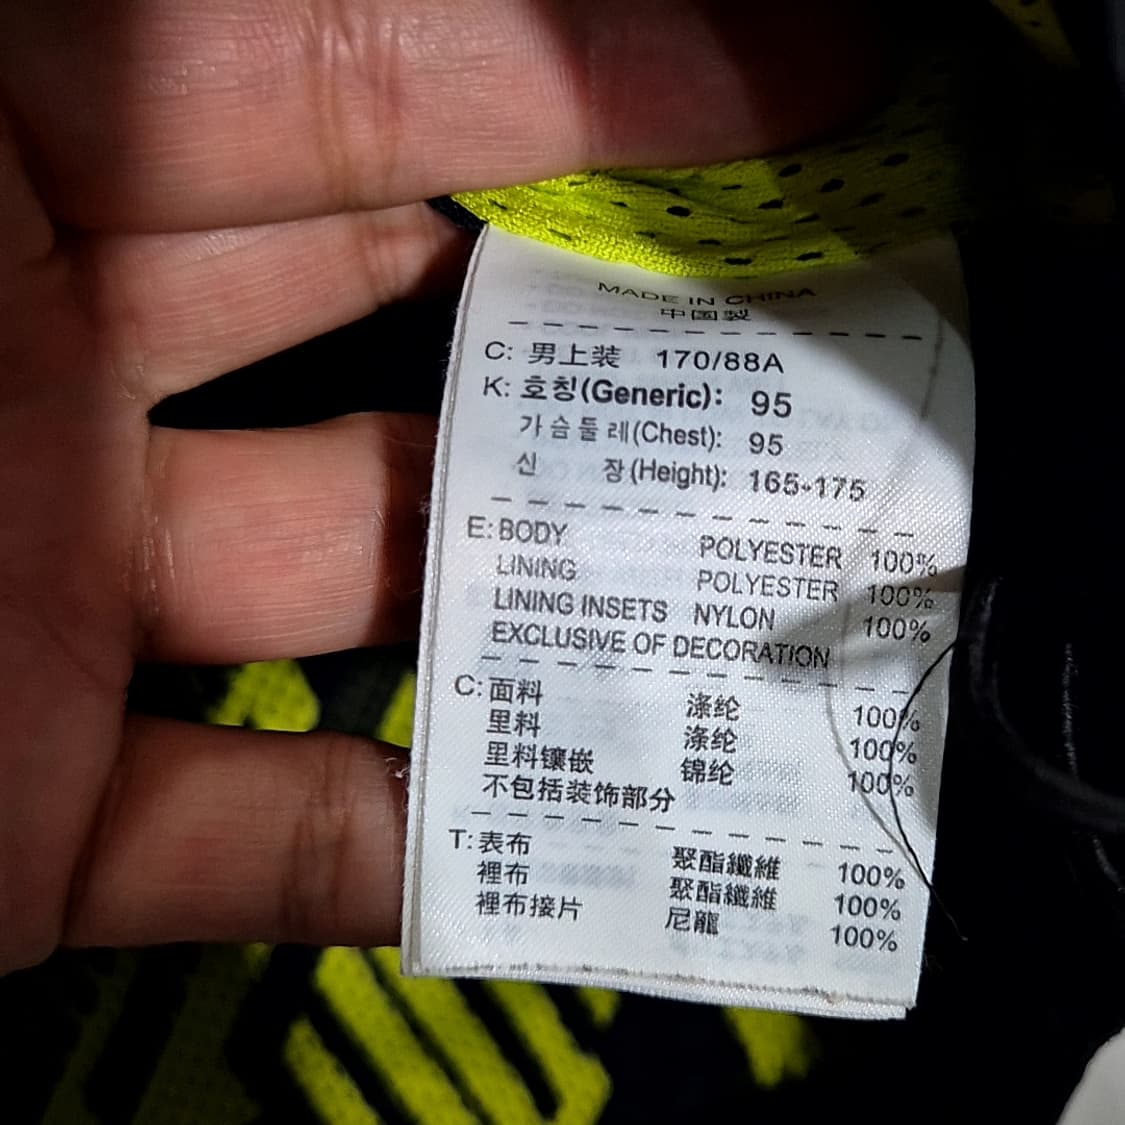 MADE IN CHINA
中国製
C: 男上装 170/88A
K: 호칭(Generic): 95
가슴둘레(Chest): 95
신 장(Height): 165-175
E: BODY POLYESTER 100%
LINING POLYESTER 100%
LINING INSETS NYLON 100%
EXCLUSIVE OF DECORATION
C: 面料 涤纶 100%
里料 涤纶 100%
里料镶嵌 锦纶 100%
不包括装饰部分
T: 表布 聚酯纖維 100%
裡布 聚酯纖維 100%
裡布接片 尼龍 100%